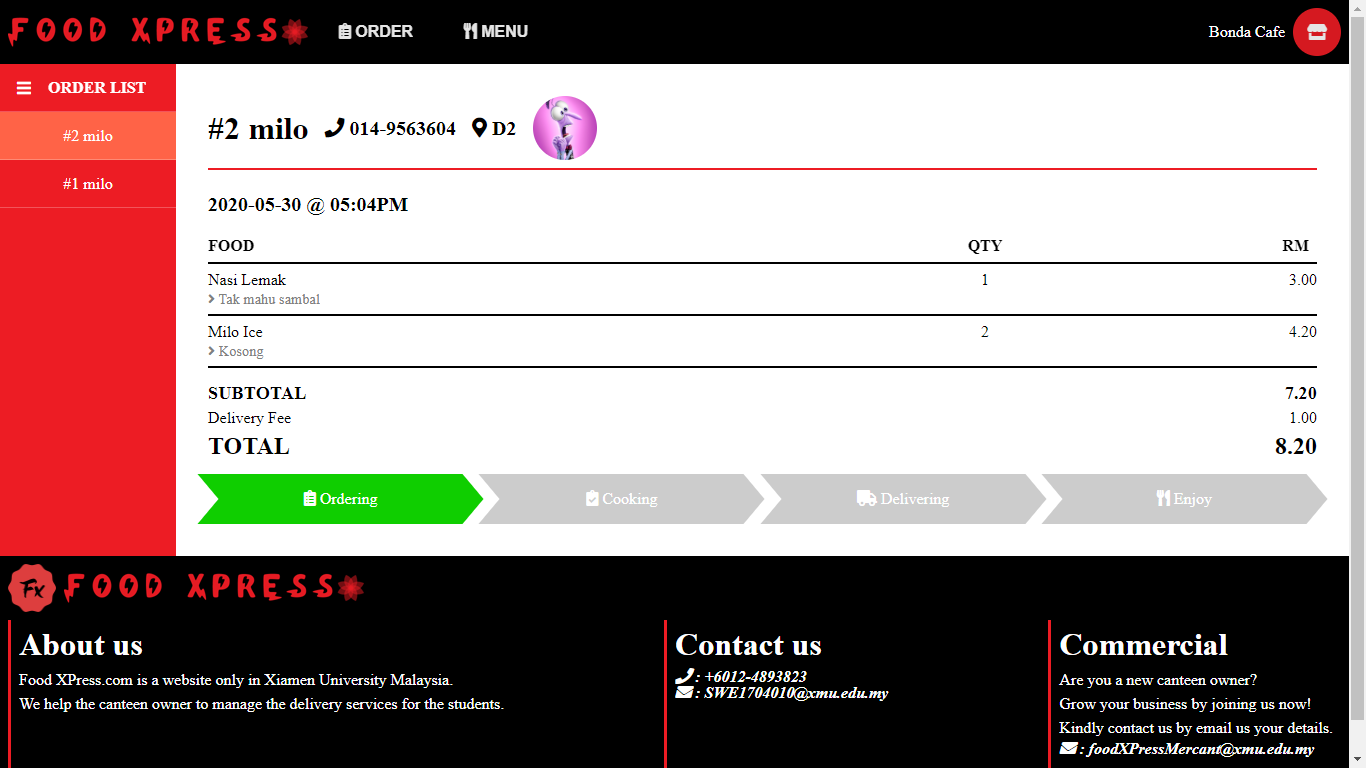 FOOD XPRESS
ORDER
MENU
Bonda Cafe
ORDER LIST
#2 milo
#1 milo
#2 milo 014-9563604 D2
2020-05-30 @ 05:04PM
FOOD QTY RM
Nasi Lemak 1 3.00
Tak mahu sambal
Milo Ice 2 4.20
Kosong
SUBTOTAL 7.20
Delivery Fee 1.00
TOTAL 8.20
Ordering
Cooking
Delivering
Enjoy
Fx FOOD XPRESS
About us
Food XPress.com is a website only in Xiamen University Malaysia.
We help the canteen owner to manage the delivery services for the students.
Contact us
: +6012-4893823
: SWE1704010@xmu.edu.my
Commercial
Are you a new canteen owner?
Grow your business by joining us now!
Kindly contact us by email us your details.
: foodXPressMercant@xmu.edu.my